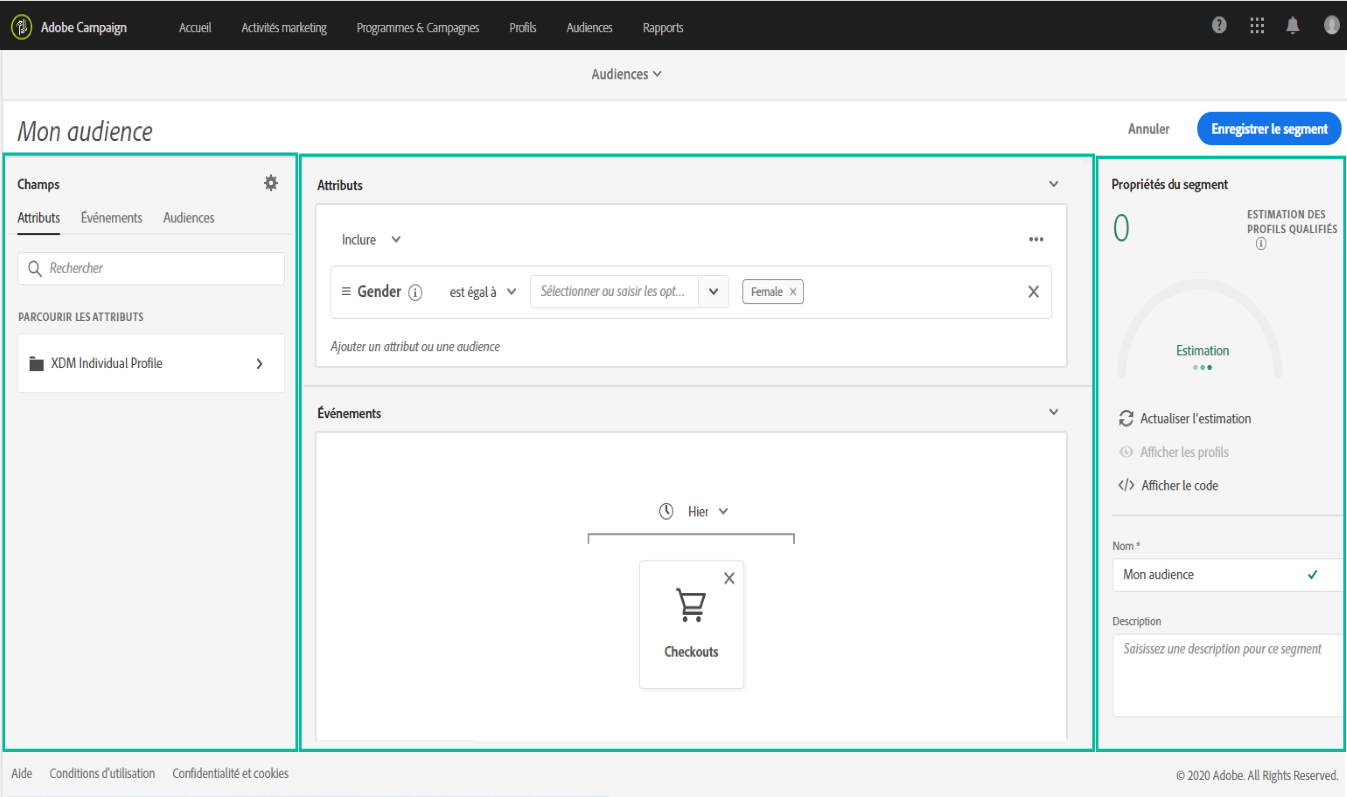 Adobe Campaign Accueil Activités marketing Programmes & Campagnes Profils Audiences Rapports
Audiences
Mon audience
Annuler Enregistrer le segment
Champs
Attributs Événements Audiences
Rechercher
PARCOURIR LES ATTRIBUTS
XDM Individual Profile
Attributs
Inclure
Gender est égal à Sélectionner ou saisir les opt... Female
Ajouter un attribut ou une audience
Événements
Hier
Checkouts
Propriétés du segment
0
ESTIMATION DES
PROFILS QUALIFIÉS
Estimation
Actualiser l'estimation
Afficher les profils
Afficher le code
Nom *
Mon audience
Description
Saisissez une description pour ce segment
Aide Conditions d'utilisation Confidentialité et cookies
© 2020 Adobe. All Rights Reserved.